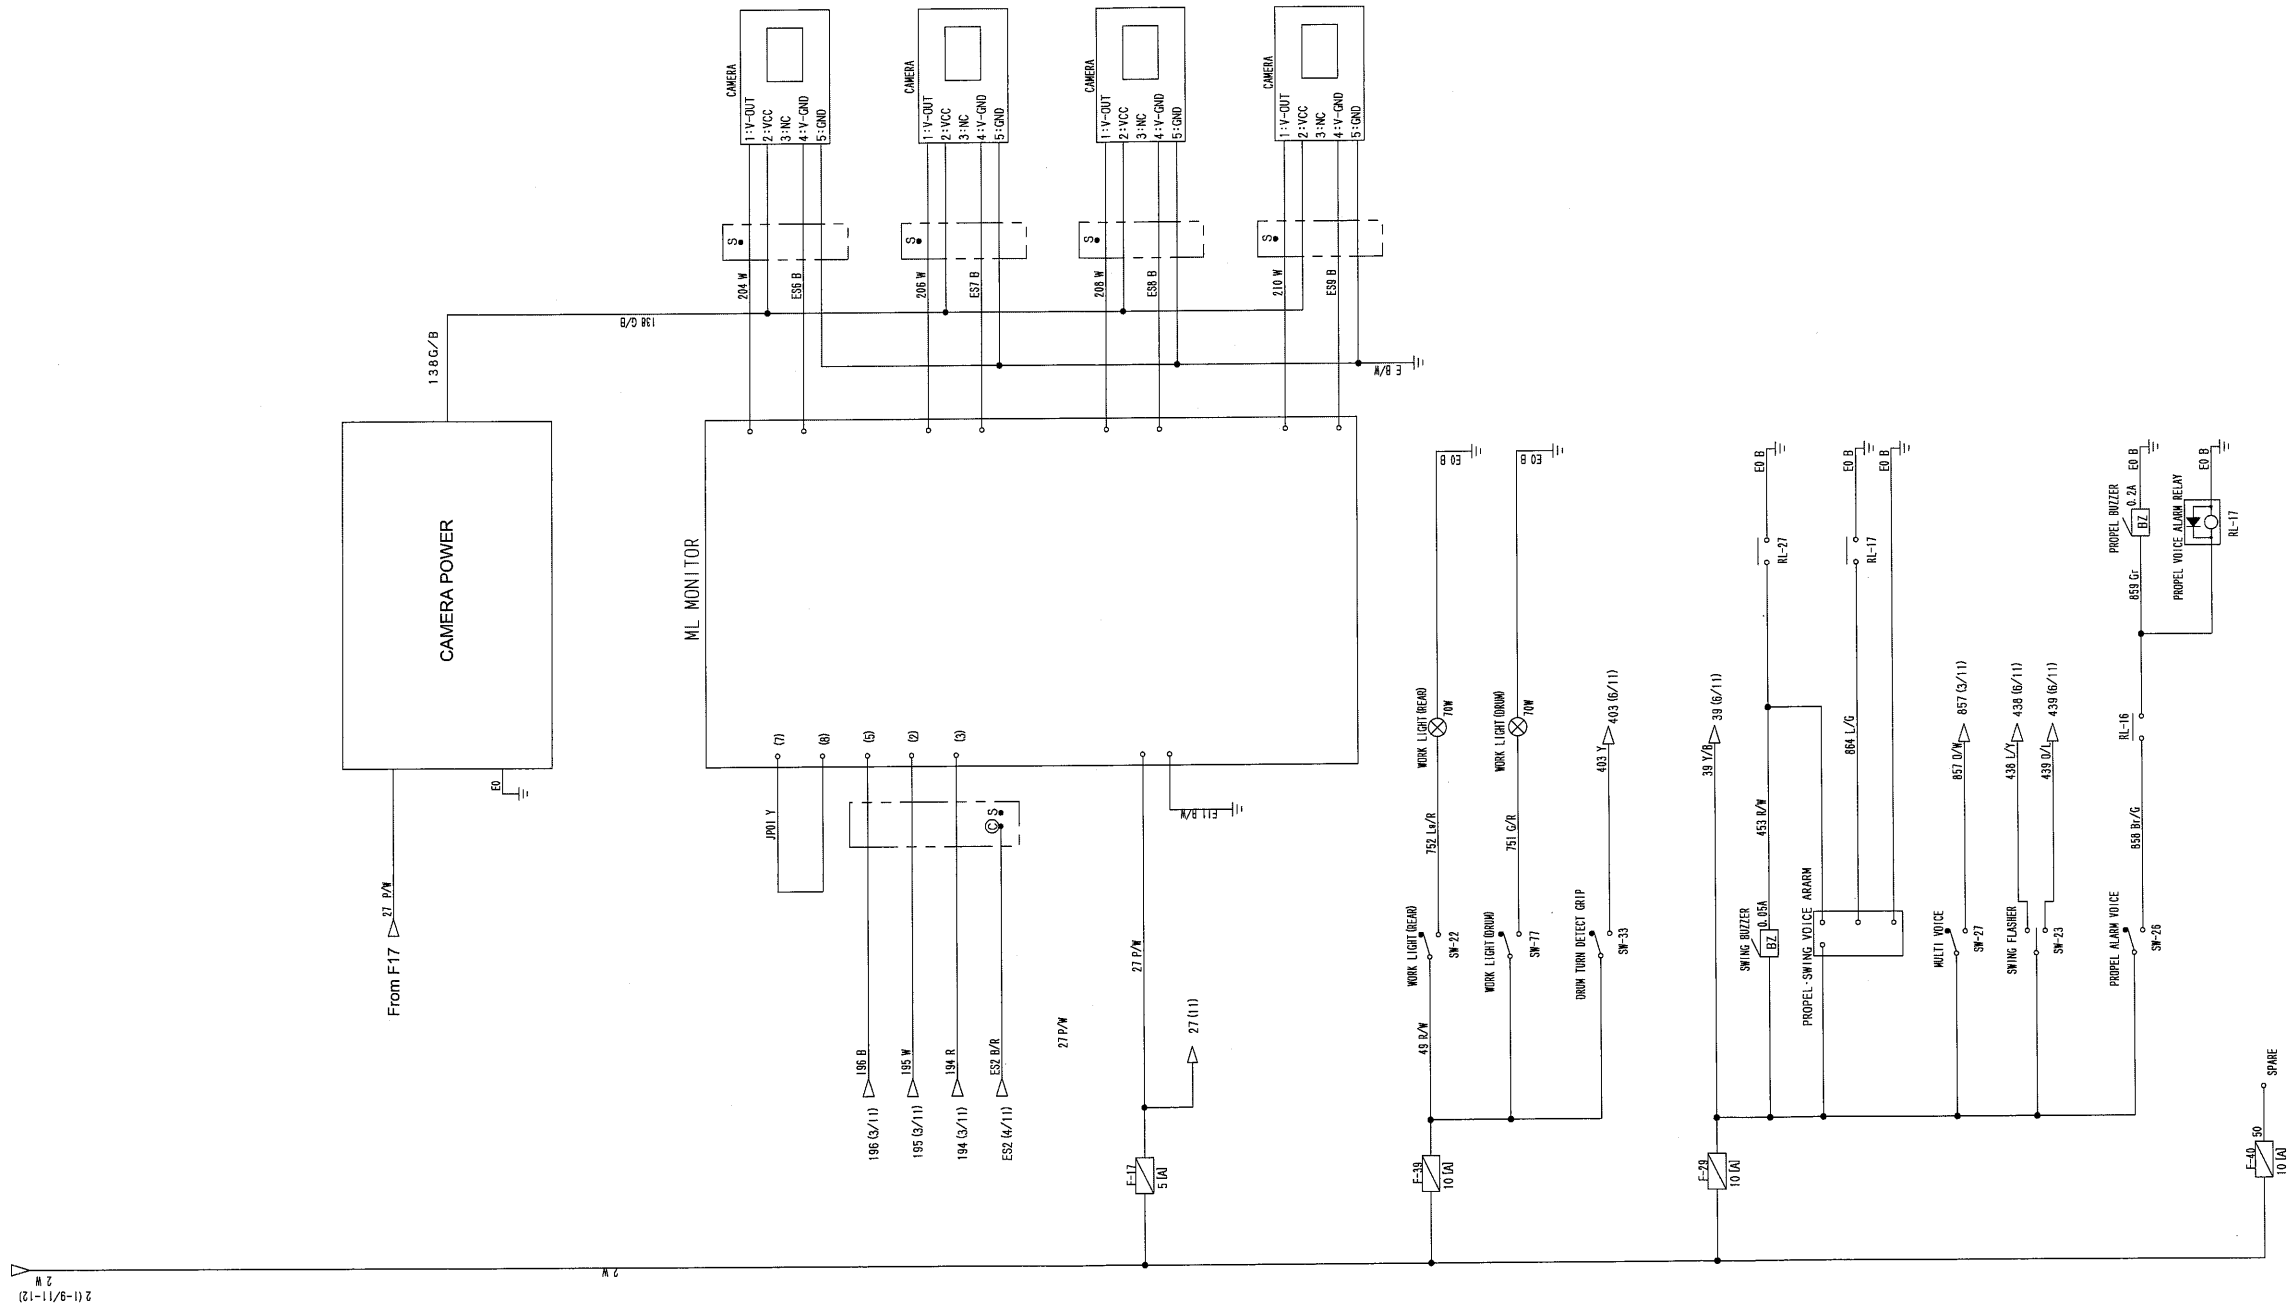 CAMERA
1:V-OUT
2:VCC
3:NC
4:V-GND
5:GND
CAMERA
1:V-OUT
2:VCC
3:NC
4:V-GND
5:GND
CAMERA
1:V-OUT
2:VCC
3:NC
4:V-GND
5:GND
CAMERA
1:V-OUT
2:VCC
3:NC
4:V-GND
5:GND
S
S
S
S
204 W
ES6 B
206 W
ES7 B
208 W
ES8 B
210 W
ES9 B
138 G/B
138G/B
E B/W
CAMERA POWER
E0
27 P/W
From F17
ML MONITOR
(7)
(8)
(5)
(2)
(3)
JP01 Y
C S
E11 B/W
196 B
195 W
194 R
ES2 B/R
196 (3/11)
195 (3/11)
194 (3/11)
ES2 (4/11)
27 P/W
27 P/W
27 (11)
F-17
5 [A]
E0 B
E0 B
WORK LIGHT(REAR)
70W
WORK LIGHT(DRUM)
70W
403 (6/11)
403 Y
752 Lg/R
751 G/R
WORK LIGHT(REAR)
SW-22
WORK LIGHT(DRUM)
SW-77
DRUM TURN DETECT GRIP
SW-33
49 R/W
F-39
10 [A]
39 (6/11)
39 Y/B
E0 B
RL-27
E0 B
RL-17
E0 B
453 R/W
864 L/G
SWING BUZZER
0.05A
BZ
PROPEL·SWING VOICE ARARM
857 (3/11)
857 O/W
MULTI VOICE
SW-27
438 (6/11)
438 L/Y
439 (6/11)
439 O/L
SWING FLASHER
SW-23
PROPEL BUZZER
0.2A
BZ
E0 B
859 Gr
PROPEL VOICE ALARM RELAY
E0 B
RL-17
RL-16
858 Br/G
PROPEL ALARM VOICE
SW-26
F-29
10 [A]
SPARE
50
F-40
10 [A]
2 W
2 W
2 (1-9/11-12)